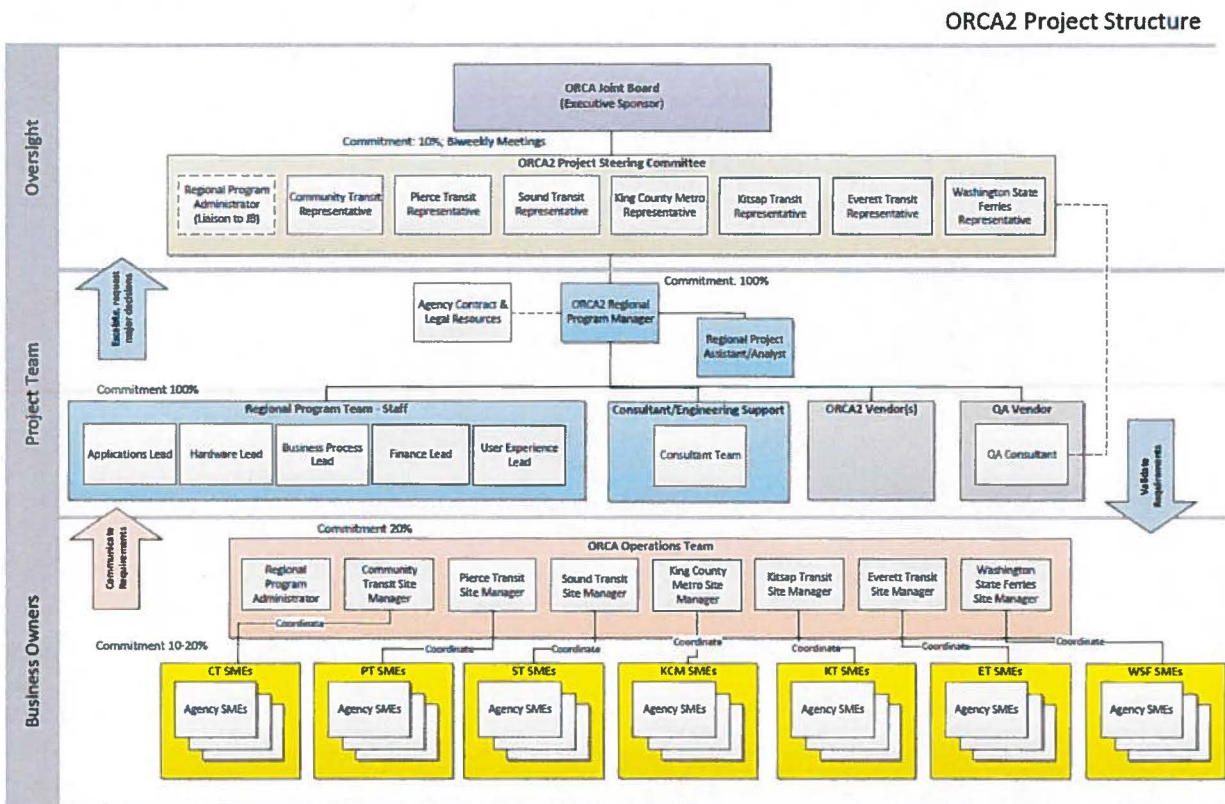 ORCA2 Project Structure
Oversight
ORCA Joint Board
(Executive Sponsor)
Commitment: 10%; Biweekly Meetings
ORCA2 Project Steering Committee
Regional Program
Administrator
(Liaison to JB)
Community Transit
Representative
Pierce Transit
Representative
Sound Transit
Representative
King County Metro
Representative
Kitsap Transit
Representative
Everett Transit
Representative
Washington State
Ferries
Representative
Project Team
Escalate, request
major decisions
Commitment: 100%
Agency Contract &
Legal Resources
ORCA2 Regional
Program Manager
Regional Project
Assistant/Analyst
Commitment 100%
Regional Program Team - Staff
Applications Lead
Hardware Lead
Business Process
Lead
Finance Lead
User Experience
Lead
Consultant/Engineering Support
Consultant Team
ORCA2 Vendor(s)
QA Vendor
QA Consultant
Validate
Requirements
Business Owners
Communicate
Requirements
Commitment 20%
ORCA Operations Team
Regional
Program
Administrator
Community
Transit Site
Manager
Pierce Transit
Site Manager
Sound Transit
Site Manager
King County
Metro Site
Manager
Kitsap Transit
Site Manager
Everett Transit
Site Manager
Washington
State Ferries
Site Manager
Commitment 10-20%
Coordinate
Coordinate
Coordinate
Coordinate
Coordinate
Coordinate
Coordinate
CT SMEs
Agency SMEs
PT SMEs
Agency SMEs
ST SMEs
Agency SMEs
KCM SMEs
Agency SMEs
KT SMEs
Agency SMEs
ET SMEs
Agency SMEs
WSF SMEs
Agency SMEs